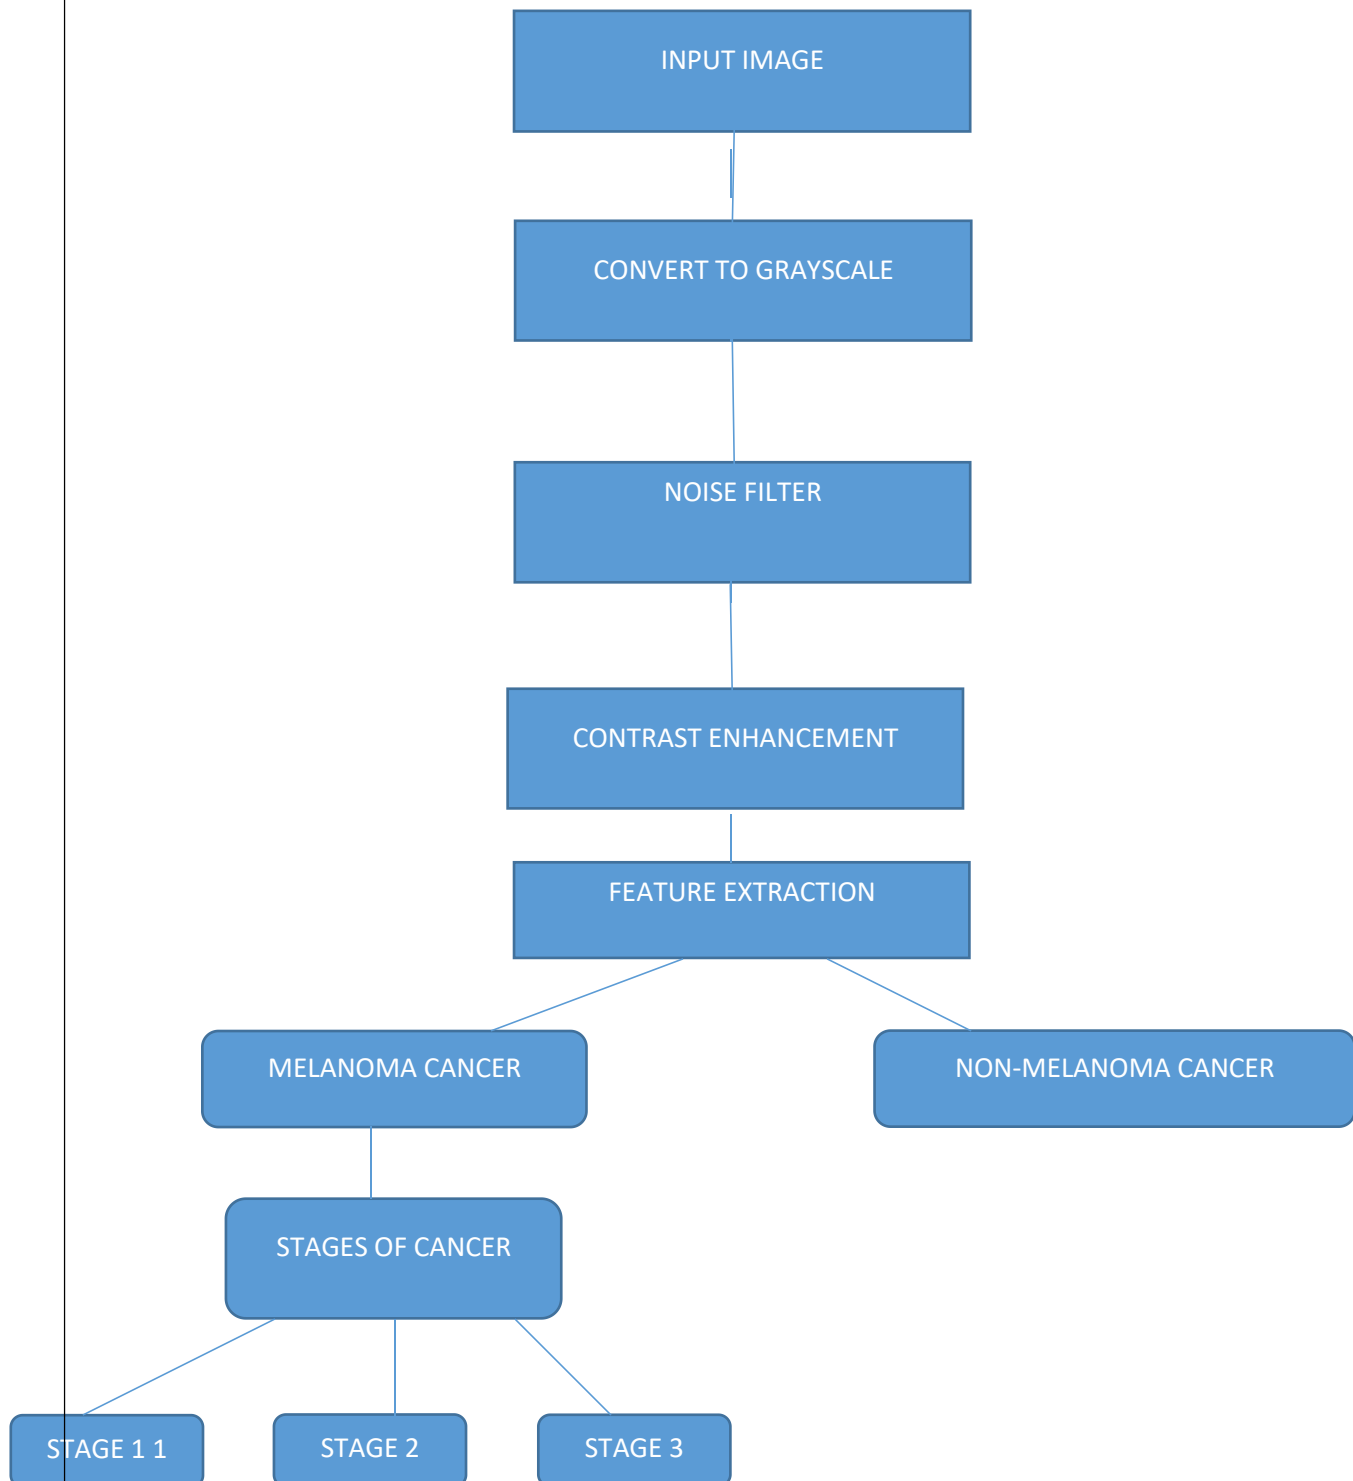 INPUT IMAGE
CONVERT TO GRAYSCALE
NOISE FILTER
CONTRAST ENHANCEMENT
FEATURE EXTRACTION
MELANOMA CANCER
NON-MELANOMA CANCER
STAGES OF CANCER
STAGE 1 1
STAGE 2
STAGE 3